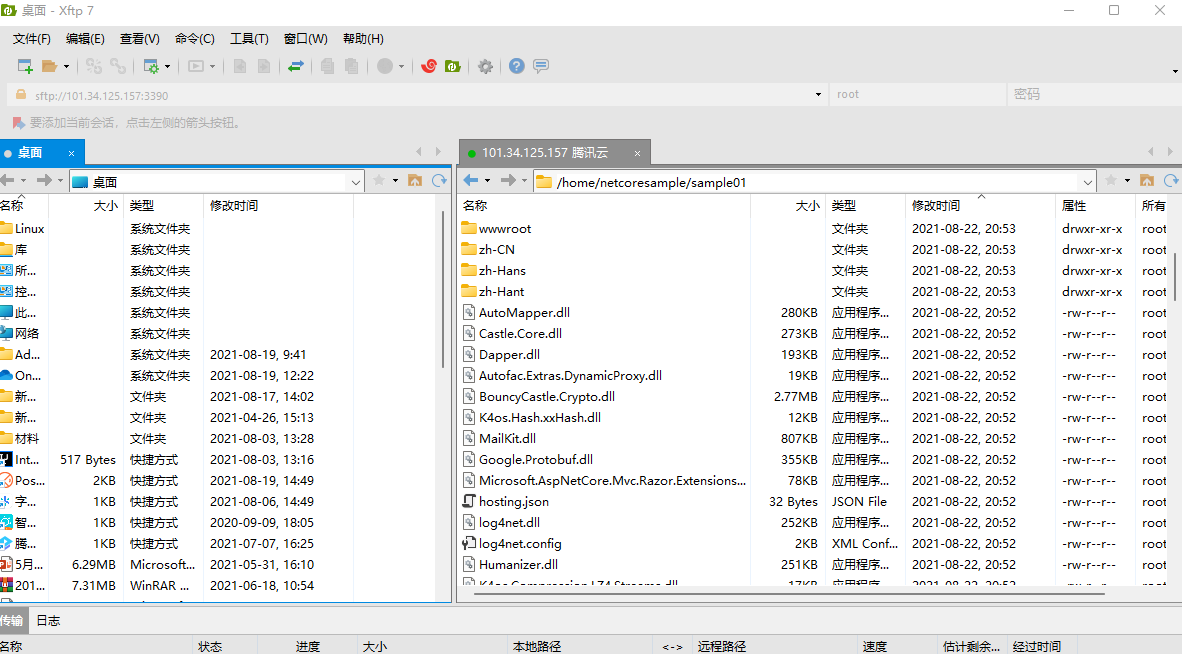 桌面 - Xftp 7
文件(F) 编辑(E) 查看(V) 命令(C) 工具(T) 窗口(W) 帮助(H)
sftp://101.34.125.157:3390 root 密码
要添加当前会话，点击左侧的箭头按钮。
桌面 × 101.34.125.157 腾讯云 ×
桌面 /home/netcoresample/sample01
名称 大小 类型 修改时间
Linux 系统文件夹
库 系统文件夹
所... 系统文件夹
控... 系统文件夹
此... 系统文件夹
网络 系统文件夹
Ad... 系统文件夹 2021-08-19, 9:41
On... 系统文件夹 2021-08-19, 12:22
新... 文件夹 2021-08-17, 14:02
新... 文件夹 2021-04-26, 15:13
材料 文件夹 2021-08-03, 13:28
Int... 517 Bytes 快捷方式 2021-08-03, 13:16
Pos... 2KB 快捷方式 2021-08-19, 14:49
字... 1KB 快捷方式 2021-08-06, 14:49
智... 1KB 快捷方式 2020-09-09, 18:05
腾... 1KB 快捷方式 2021-07-07, 16:25
5月... 6.29MB Microsoft... 2021-05-31, 16:10
201... 7.31MB WinRAR ... 2021-06-18, 10:54
名称 大小 类型 修改时间 属性 所有
wwwroot 文件夹 2021-08-22, 20:53 drwxr-xr-x root
zh-CN 文件夹 2021-08-22, 20:53 drwxr-xr-x root
zh-Hans 文件夹 2021-08-22, 20:53 drwxr-xr-x root
zh-Hant 文件夹 2021-08-22, 20:53 drwxr-xr-x root
AutoMapper.dll 280KB 应用程序... 2021-08-22, 20:52 -rw-r--r-- root
Castle.Core.dll 273KB 应用程序... 2021-08-22, 20:52 -rw-r--r-- root
Dapper.dll 193KB 应用程序... 2021-08-22, 20:52 -rw-r--r-- root
Autofac.Extras.DynamicProxy.dll 19KB 应用程序... 2021-08-22, 20:52 -rw-r--r-- root
BouncyCastle.Crypto.dll 2.77MB 应用程序... 2021-08-22, 20:52 -rw-r--r-- root
K4os.Hash.xxHash.dll 12KB 应用程序... 2021-08-22, 20:52 -rw-r--r-- root
MailKit.dll 807KB 应用程序... 2021-08-22, 20:52 -rw-r--r-- root
Google.Protobuf.dll 355KB 应用程序... 2021-08-22, 20:52 -rw-r--r-- root
Microsoft.AspNetCore.Mvc.Razor.Extensions... 78KB 应用程序... 2021-08-22, 20:52 -rw-r--r-- root
hosting.json 32 Bytes JSON File 2021-08-22, 20:52 -rw-r--r-- root
log4net.dll 252KB 应用程序... 2021-08-22, 20:52 -rw-r--r-- root
log4net.config 2KB XML Conf... 2021-08-22, 20:52 -rw-r--r-- root
Humanizer.dll 251KB 应用程序... 2021-08-22, 20:52 -rw-r--r-- root
K4os.Compression.LZ4.Streams.dll 17KB 应用程序... 2021-08-22, 20:52 -rw-r--r-- root
传输 日志
名称 状态 进度 大小 本地路径 <-> 远程路径 速度 估计剩余... 经过时间